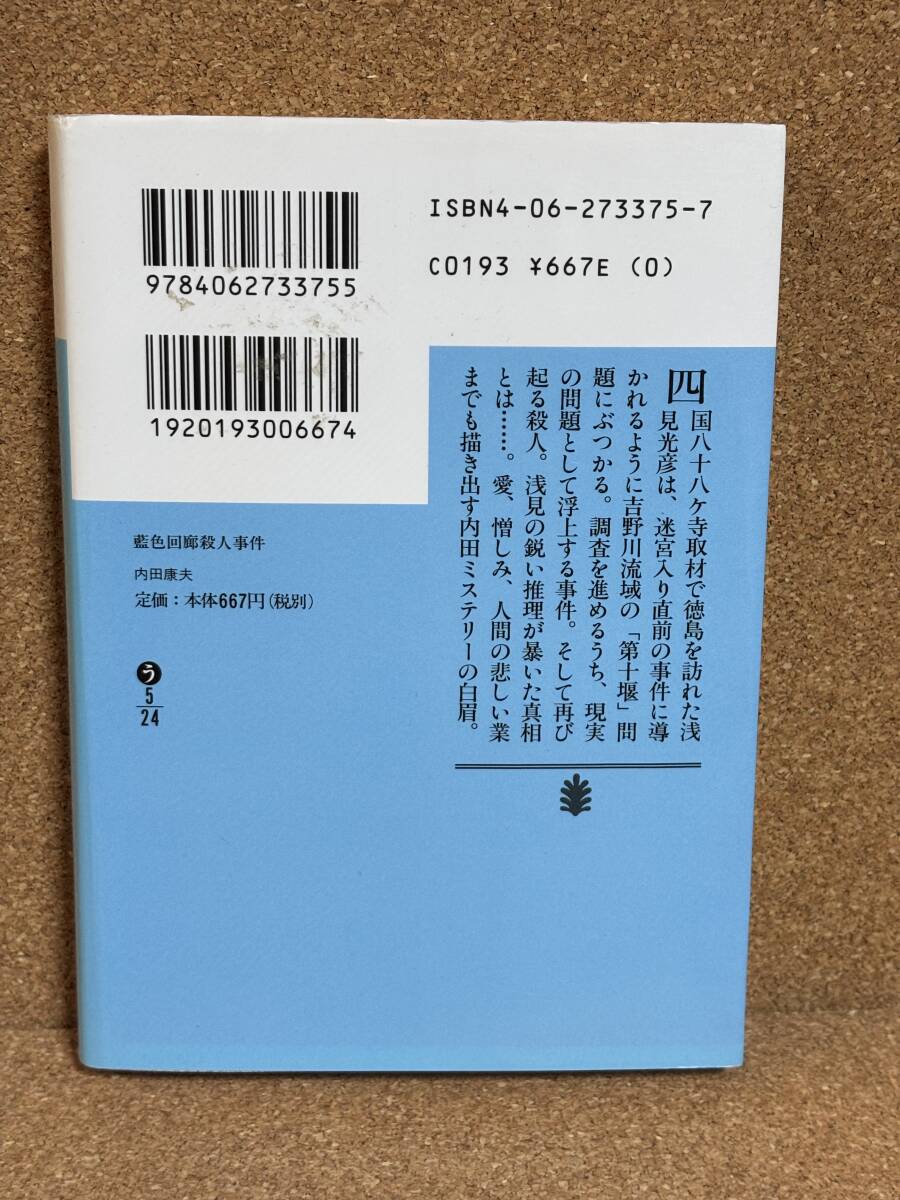 9784062733755
ISBN4-06-273375-7
C0193 ¥667E (0)
1920193006674
四国八十八ケ寺取材で徳島を訪れた浅
見光彦は、迷宮入り直前の事件に導
かれるように吉野川流域の「第十堰」問
題にぶつかる。調査を進めるうち、現実
の問題として浮上する事件。そして再び
起る殺人。浅見の鋭い推理が暴いた真相
とは……。愛、憎しみ、人間の悲しい業
までも描き出す内田ミステリーの白眉。
藍色回廊殺人事件
内田康夫
定価:本体667円(税別)
う
5
24